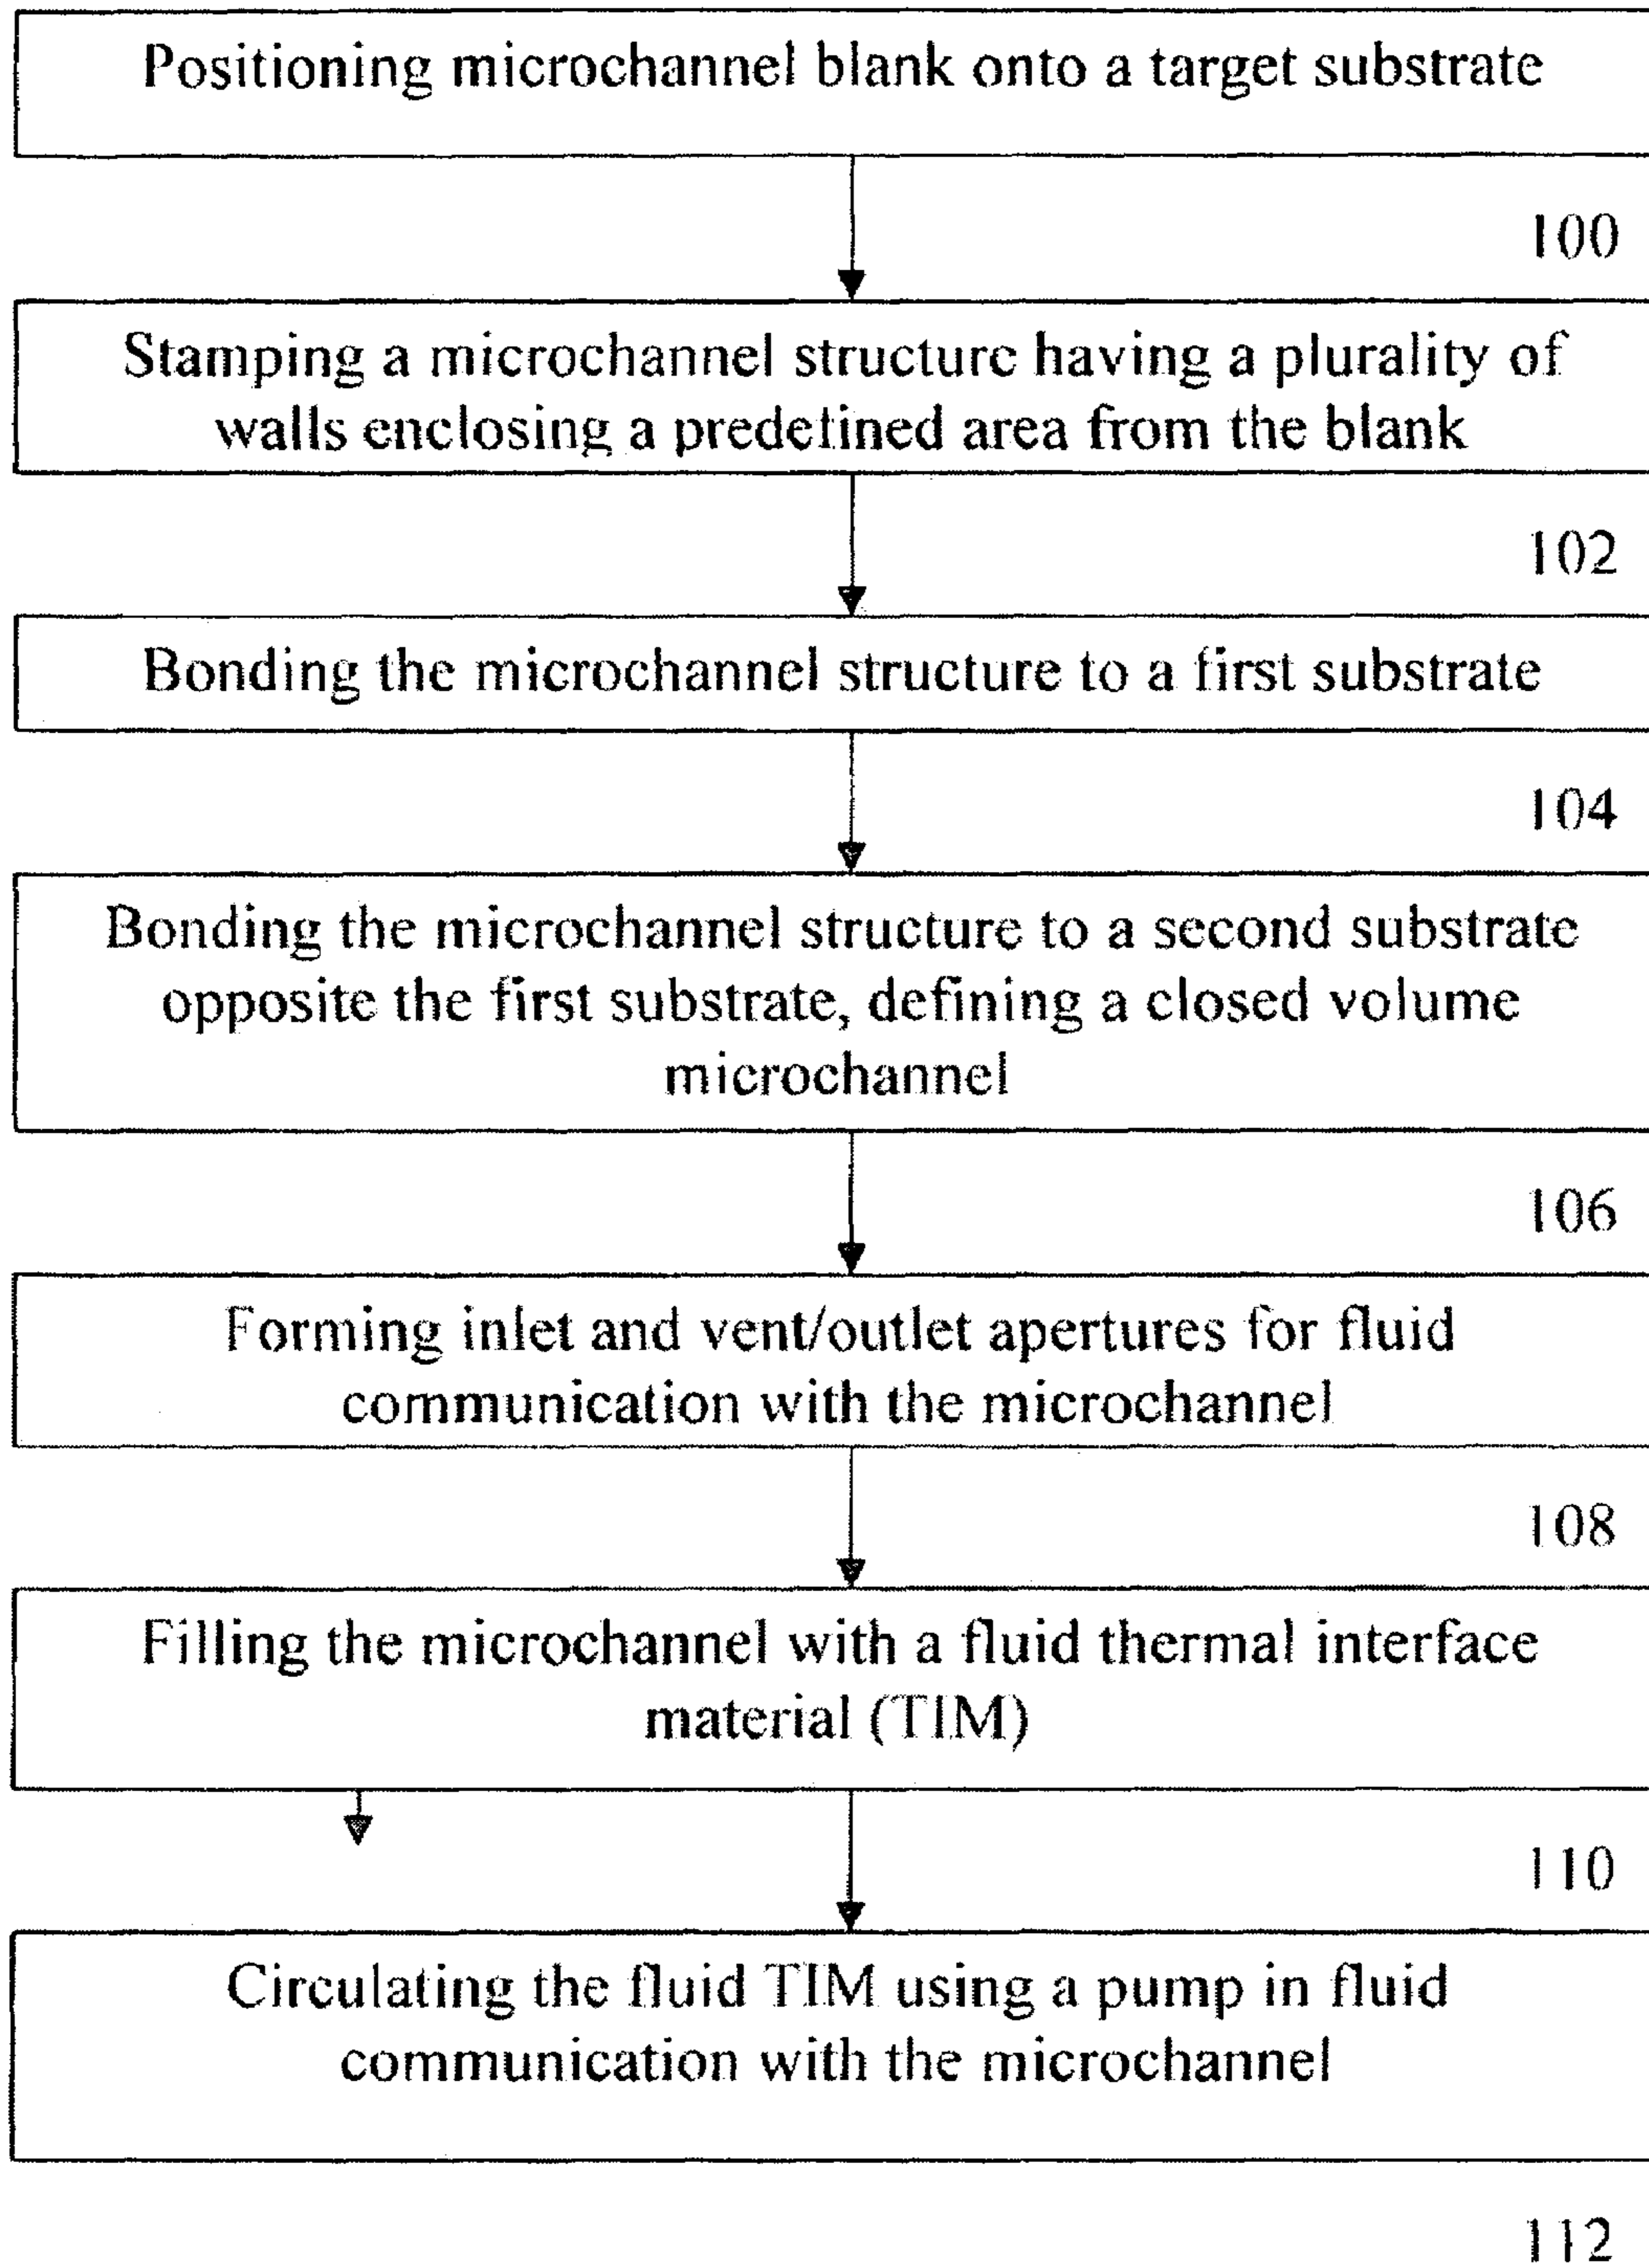 Positioning microchannel blank onto a target substrate
100
Stamping a microchannel structure having a plurality of
walls enclosing a predefined area from the blank
102
Bonding the microchannel structure to a first substrate
104
Bonding the microchannel structure to a second substrate
opposite the first substrate, defining a closed volume
microchannel
106
Forming inlet and vent/outlet apertures for fluid
communication with the microchannel
108
Filling the microchannel with a fluid thermal interface
material (TIM)
110
Circulating the fluid TIM using a pump in fluid
communication with the microchannel
112